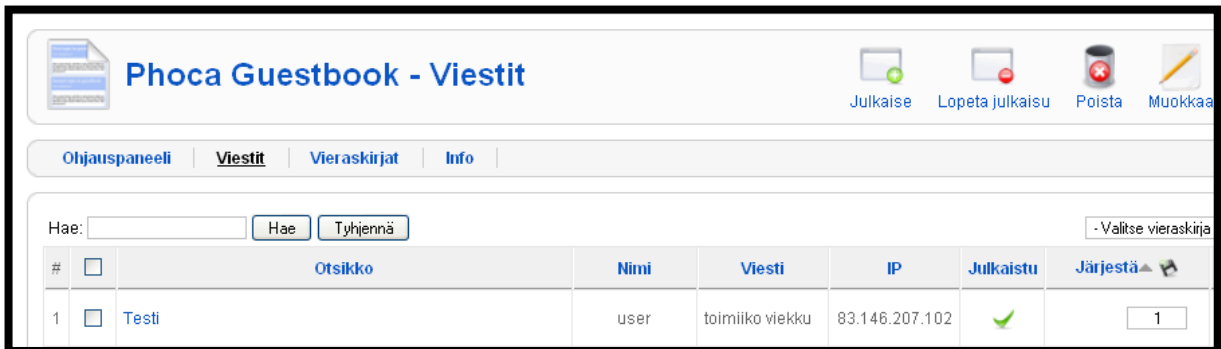 Phoca Guestbook - Viestit
Julkaise Lopeta julkaisu Poista Muokkaa
Ohjauspaneeli Viestit Vieraskirjat Info
Hae: Hae Tyhjennä - Valitse vieraskirja
# Otsikko Nimi Viesti IP Julkaistu Järjestä
1 Testi user toimiiko viekku 83.146.207.102 1